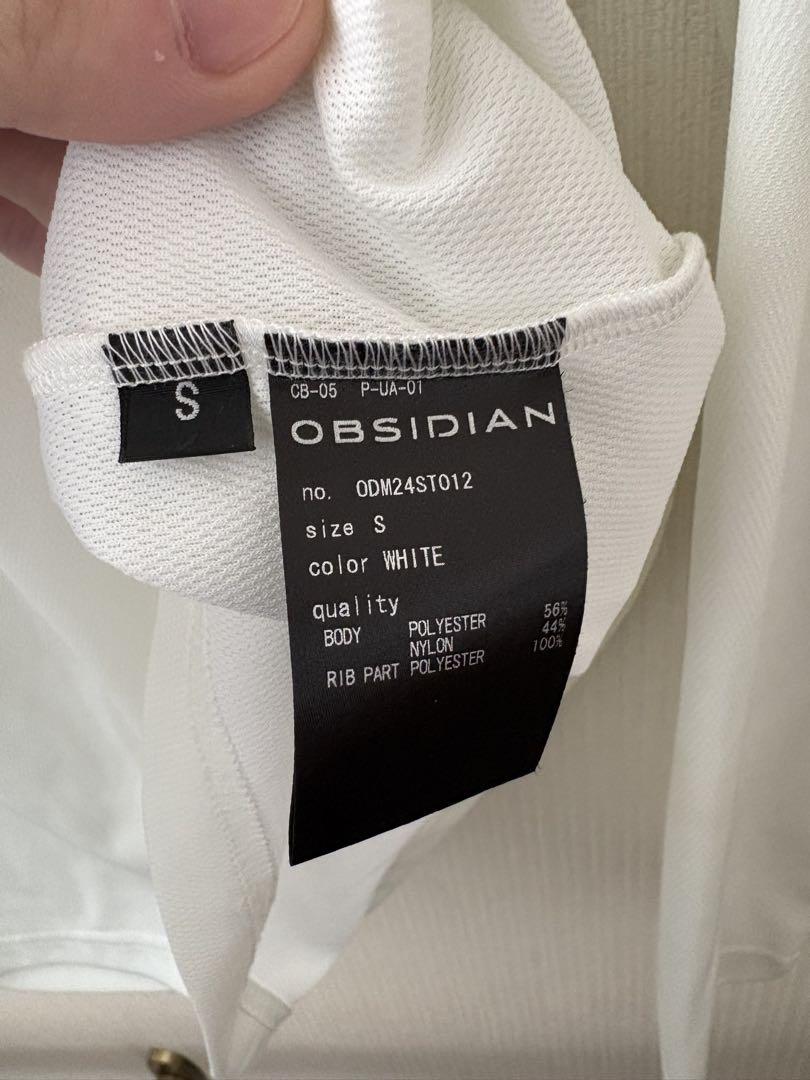 S
CB-05 P-UA-01
OBSIDIAN
no. ODM24ST012
size S
color WHITE
quality
BODY POLYESTER 56%
NYLON 44%
RIB PART POLYESTER 100%